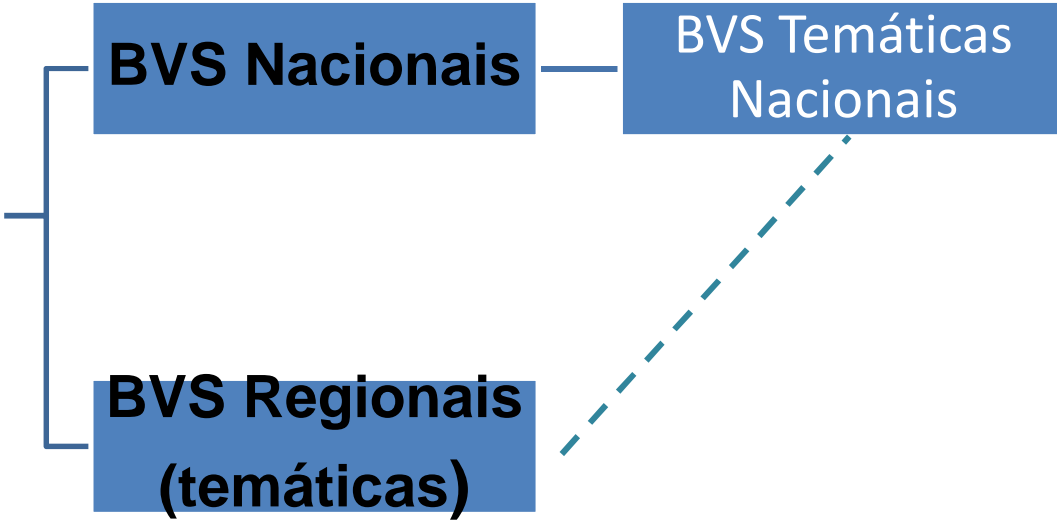 BVS Nacionais
BVS Temáticas
Nacionais
BVS Regionais
(temáticas)